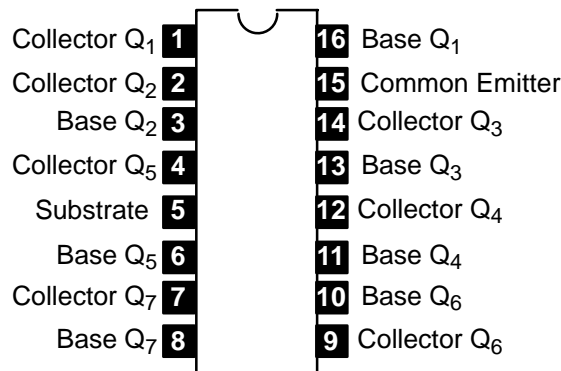 Collector Q1 1 16 Base Q1
Collector Q2 2 15 Common Emitter
Base Q2 3 14 Collector Q3
Collector Q5 4 13 Base Q3
Substrate 5 12 Collector Q4
Base Q5 6 11 Base Q4
Collector Q7 7 10 Base Q6
Base Q7 8 9 Collector Q6